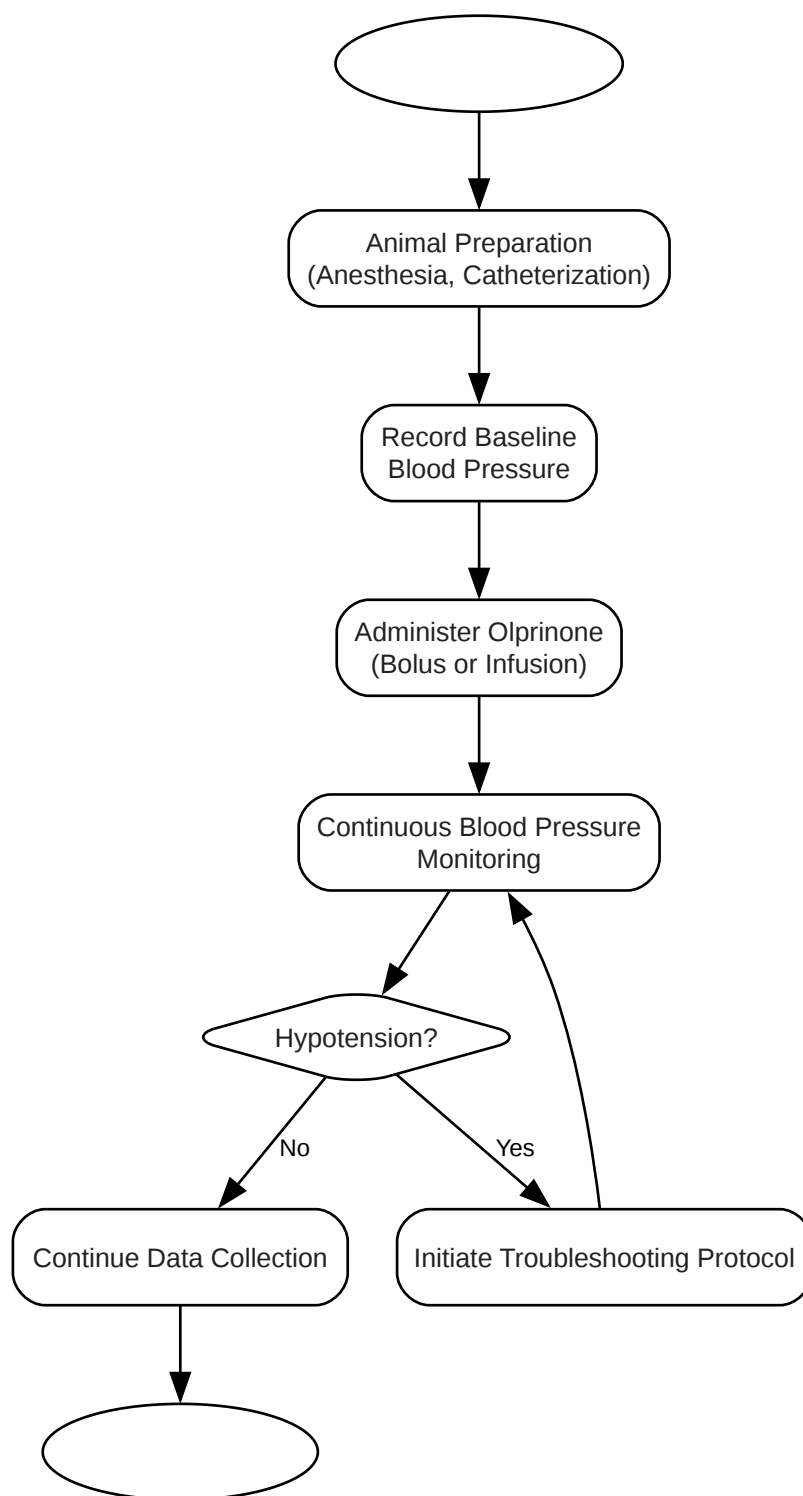 Animal Preparation
(Anesthesia, Catheterization)
Record Baseline
Blood Pressure
Administer Olprinone
(Bolus or Infusion)
Continuous Blood Pressure
Monitoring
Hypotension?
No
Yes
Continue Data Collection
Initiate Troubleshooting Protocol